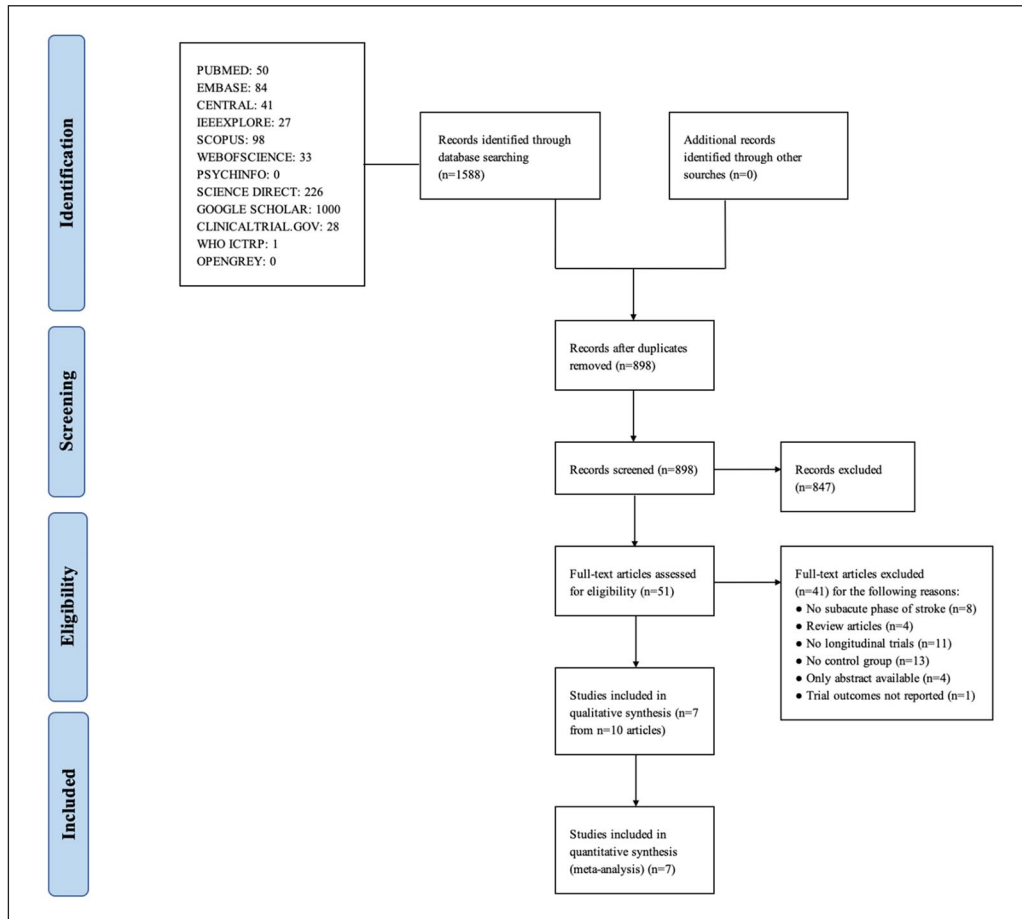 Identification
PUBMED: 50
EMBASE: 84
CENTRAL: 41
IEEEXPLORE: 27
SCOPUS: 98
WEBOFSCIENCE: 33
PSYCHINFO: 0
SCIENCE DIRECT: 226
GOOGLE SCHOLAR: 1000
CLINICALTRIAL.GOV: 28
WHO ICTRP: 1
OPENGREY: 0
Records identified through
database searching
(n=1588)
Additional records
identified through other
sourches (n=0)
Screening
Records after duplicates
removed (n=898)
Records screened (n=898)
Records excluded
(n=847)
Eligibility
Full-text articles assessed
for eligibility (n=51)
Full-text articles excluded
(n=41) for the following reasons:
● No subacute phase of stroke (n=8)
● Review articles (n=4)
● No longitudinal trials (n=11)
● No control group (n=13)
● Only abstract available (n=4)
● Trial outcomes not reported (n=1)
Studies included in
qualitative synthesis (n=7
from n=10 articles)
Included
Studies included in
quantitative synthesis
(meta-analysis) (n=7)